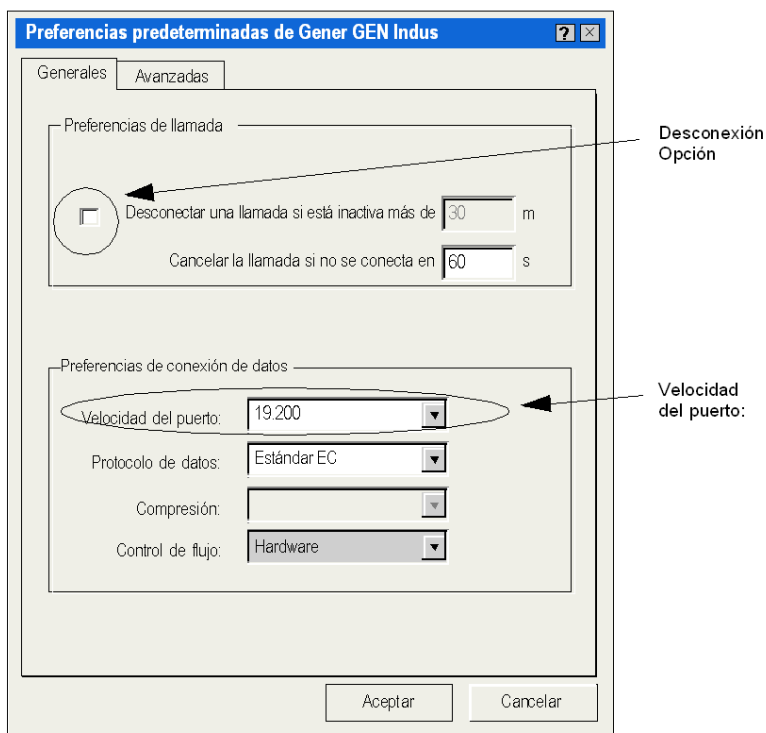 Preferencias predeterminadas de Gener GEN Indus
Generales
Avanzadas
Preferencias de llamada
Desconexión
Opción
Desconectar una llamada si está inactiva más de 30 m
Cancelar la llamada si no se conecta en 60 s
Preferencias de conexión de datos
Velocidad del puerto: 19.200
Velocidad
del puerto:
Protocolo de datos: Estándar EC
Compresión:
Control de flujo: Hardware
Aceptar
Cancelar